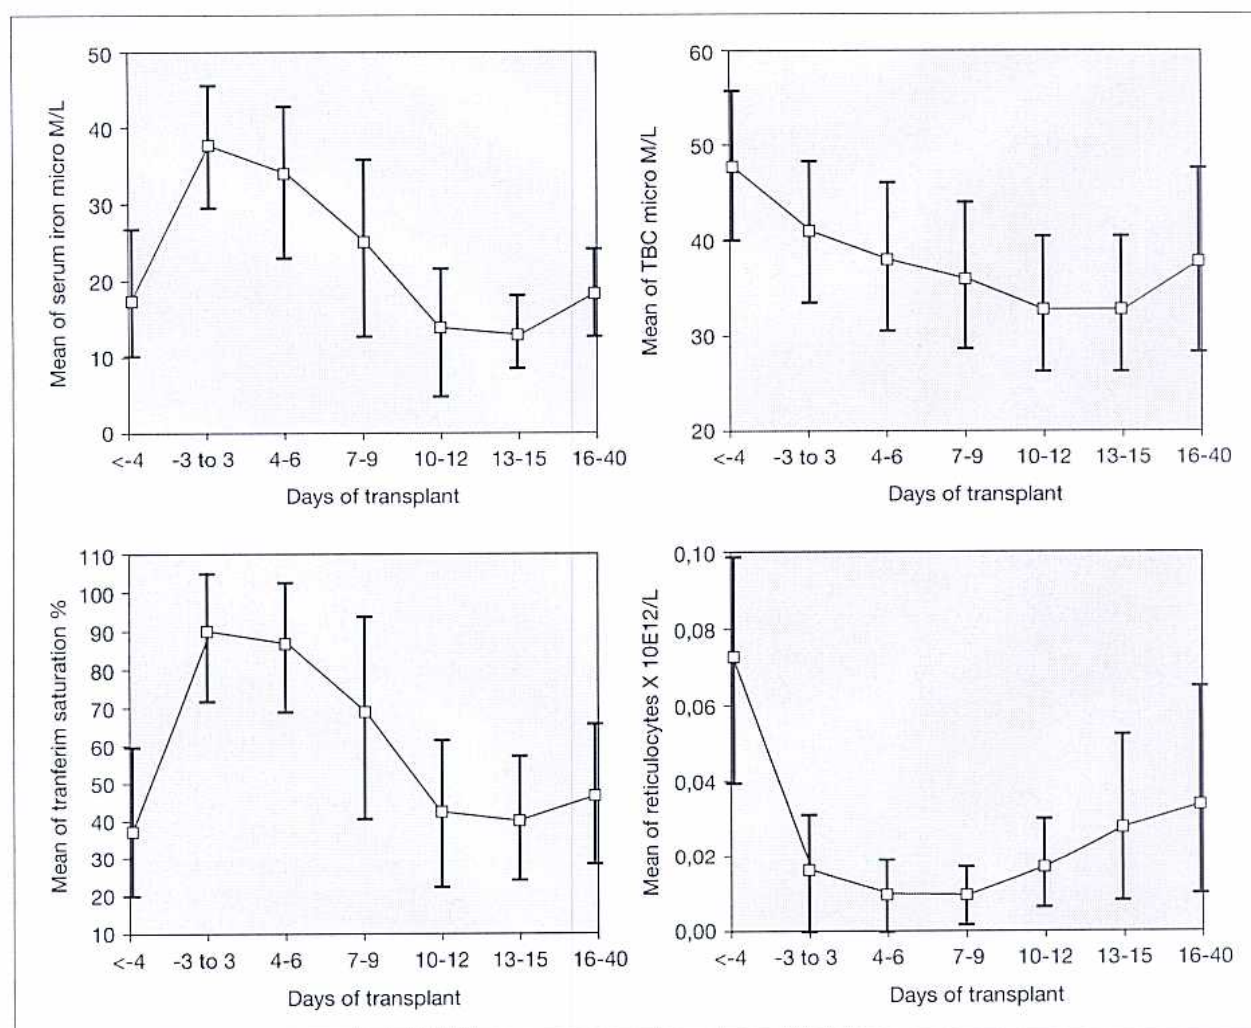 Mean of serum iron micro M/L
50
40
30
20
10
0
<-4 -3 to 3 4-6 7-9 10-12 13-15 16-40
Days of transplant
Mean of TBC micro M/L
60
50
40
30
20
<-4 -3 to 3 4-6 7-9 10-12 13-15 16-40
Days of transplant
Mean of tranferim saturation %
110
100
90
80
70
60
50
40
30
20
10
<-4 -3 to 3 4-6 7-9 10-12 13-15 16-40
Days of transplant
Mean of reticulocytes X 10E12/L
0,10
0,08
0,06
0,04
0,02
0,00
<-4 -3 to 3 4-6 7-9 10-12 13-15 16-40
Days of transplant